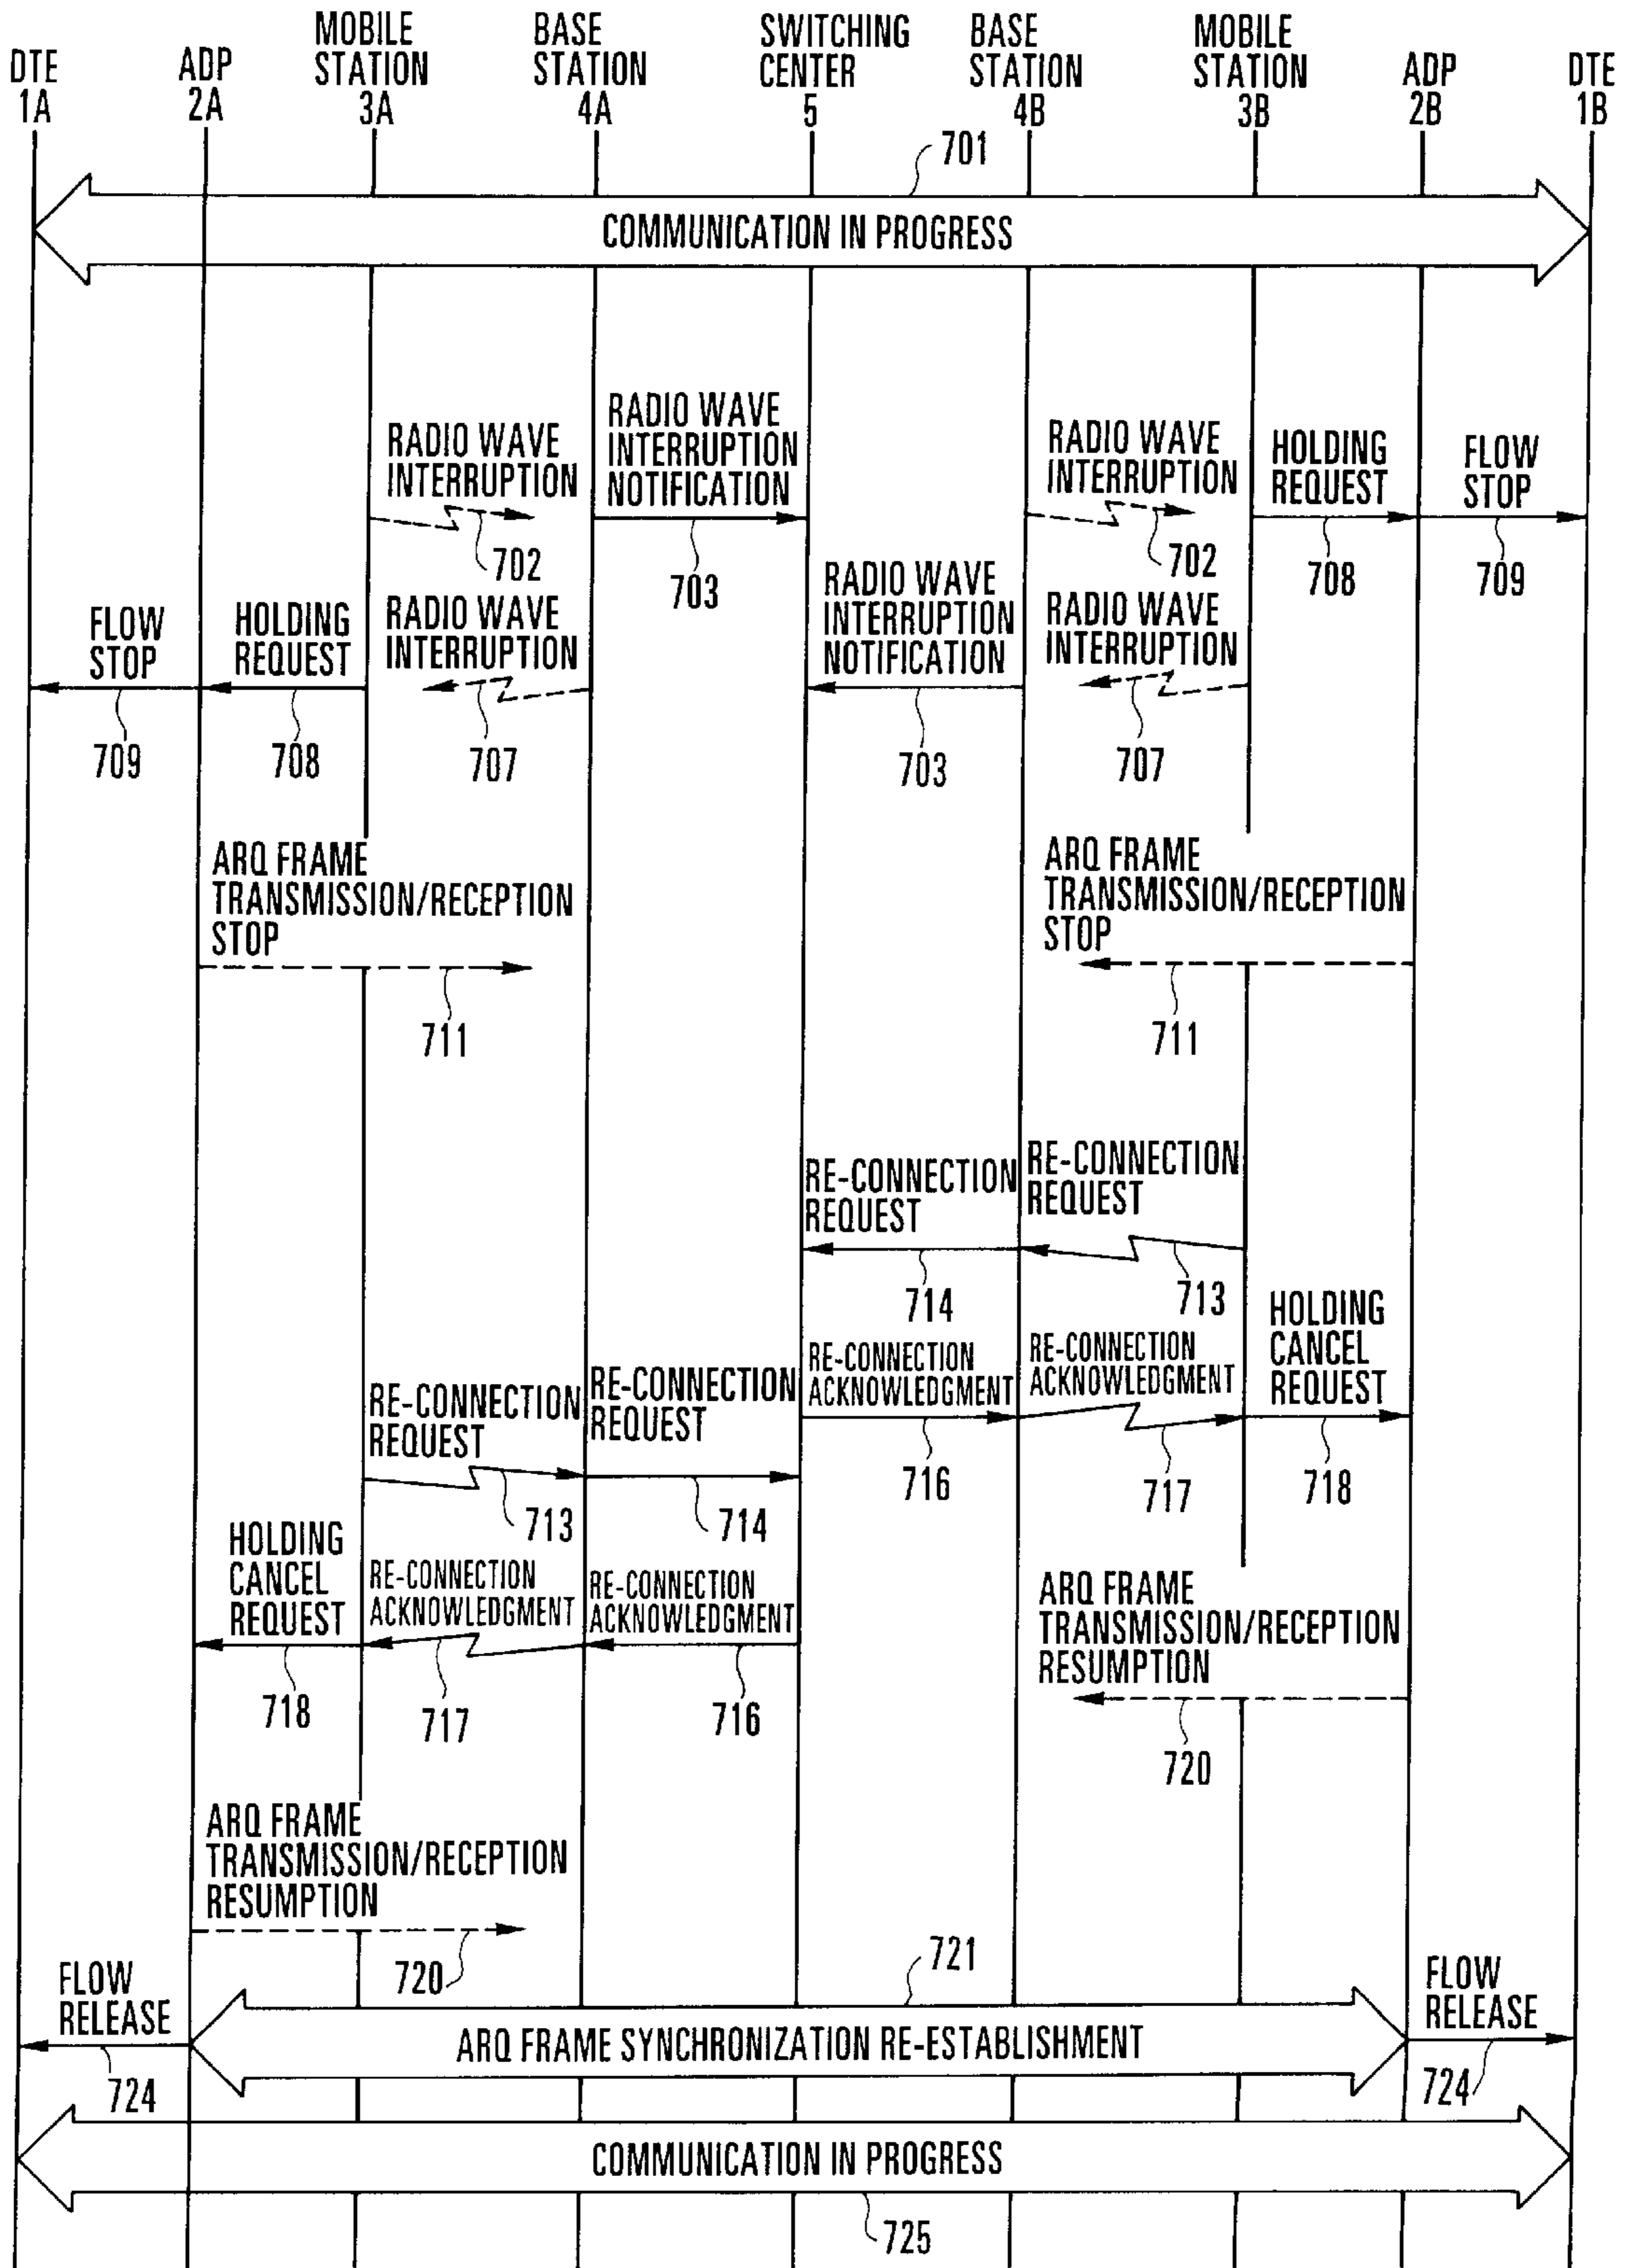 DTE
1A
ADP
2A
MOBILE
STATION
3A
BASE
STATION
4A
SWITCHING
CENTER
5
BASE
STATION
4B
MOBILE
STATION
3B
ADP
2B
DTE
1B
701
COMMUNICATION IN PROGRESS
RADIO WAVE
INTERRUPTION
702
RADIO WAVE
INTERRUPTION
NOTIFICATION
703
RADIO WAVE
INTERRUPTION
702
HOLDING
REQUEST
708
FLOW
STOP
709
FLOW
STOP
709
HOLDING
REQUEST
708
RADIO WAVE
INTERRUPTION
707
RADIO WAVE
INTERRUPTION
NOTIFICATION
703
RADIO WAVE
INTERRUPTION
707
ARQ FRAME
TRANSMISSION/RECEPTION
STOP
711
ARQ FRAME
TRANSMISSION/RECEPTION
STOP
711
RE-CONNECTION
REQUEST
714
RE-CONNECTION
REQUEST
713
RE-CONNECTION
ACKNOWLEDGMENT
716
RE-CONNECTION
ACKNOWLEDGMENT
717
HOLDING
CANCEL
REQUEST
718
RE-CONNECTION
REQUEST
713
RE-CONNECTION
REQUEST
714
HOLDING
CANCEL
REQUEST
718
RE-CONNECTION
ACKNOWLEDGMENT
717
RE-CONNECTION
ACKNOWLEDGMENT
716
ARQ FRAME
TRANSMISSION/RECEPTION
RESUMPTION
720
ARQ FRAME
TRANSMISSION/RECEPTION
RESUMPTION
720
721
FLOW
RELEASE
724
ARQ FRAME SYNCHRONIZATION RE-ESTABLISHMENT
FLOW
RELEASE
724
COMMUNICATION IN PROGRESS
725